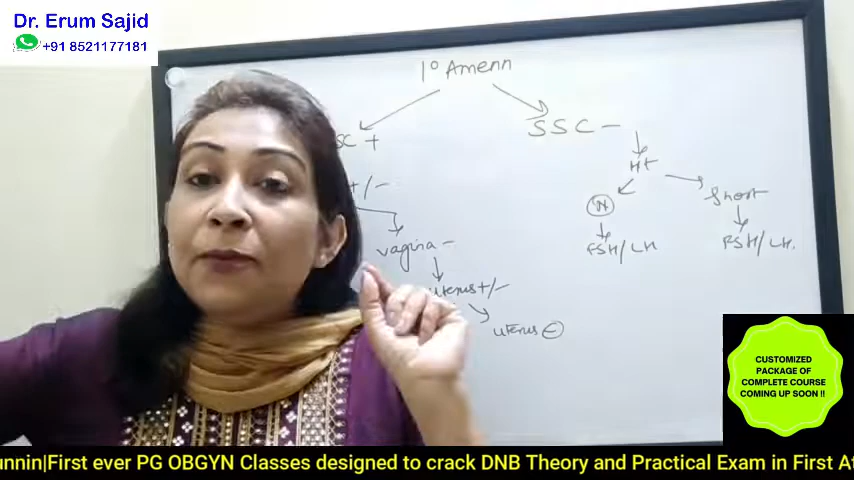 Dr. Erum Sajid
+91 8521177181
1° Amenn
SC +
SSC −
Ht
+/−
N
Short
FSH/LH
FSH/LH.
vagina −
uterus +/−
uterus −
CUSTOMIZED
PACKAGE OF
COMPLETE COURSE
COMING UP SOON !!
unnin|First ever PG OBGYN Classes designed to crack DNB Theory and Practical Exam in First At